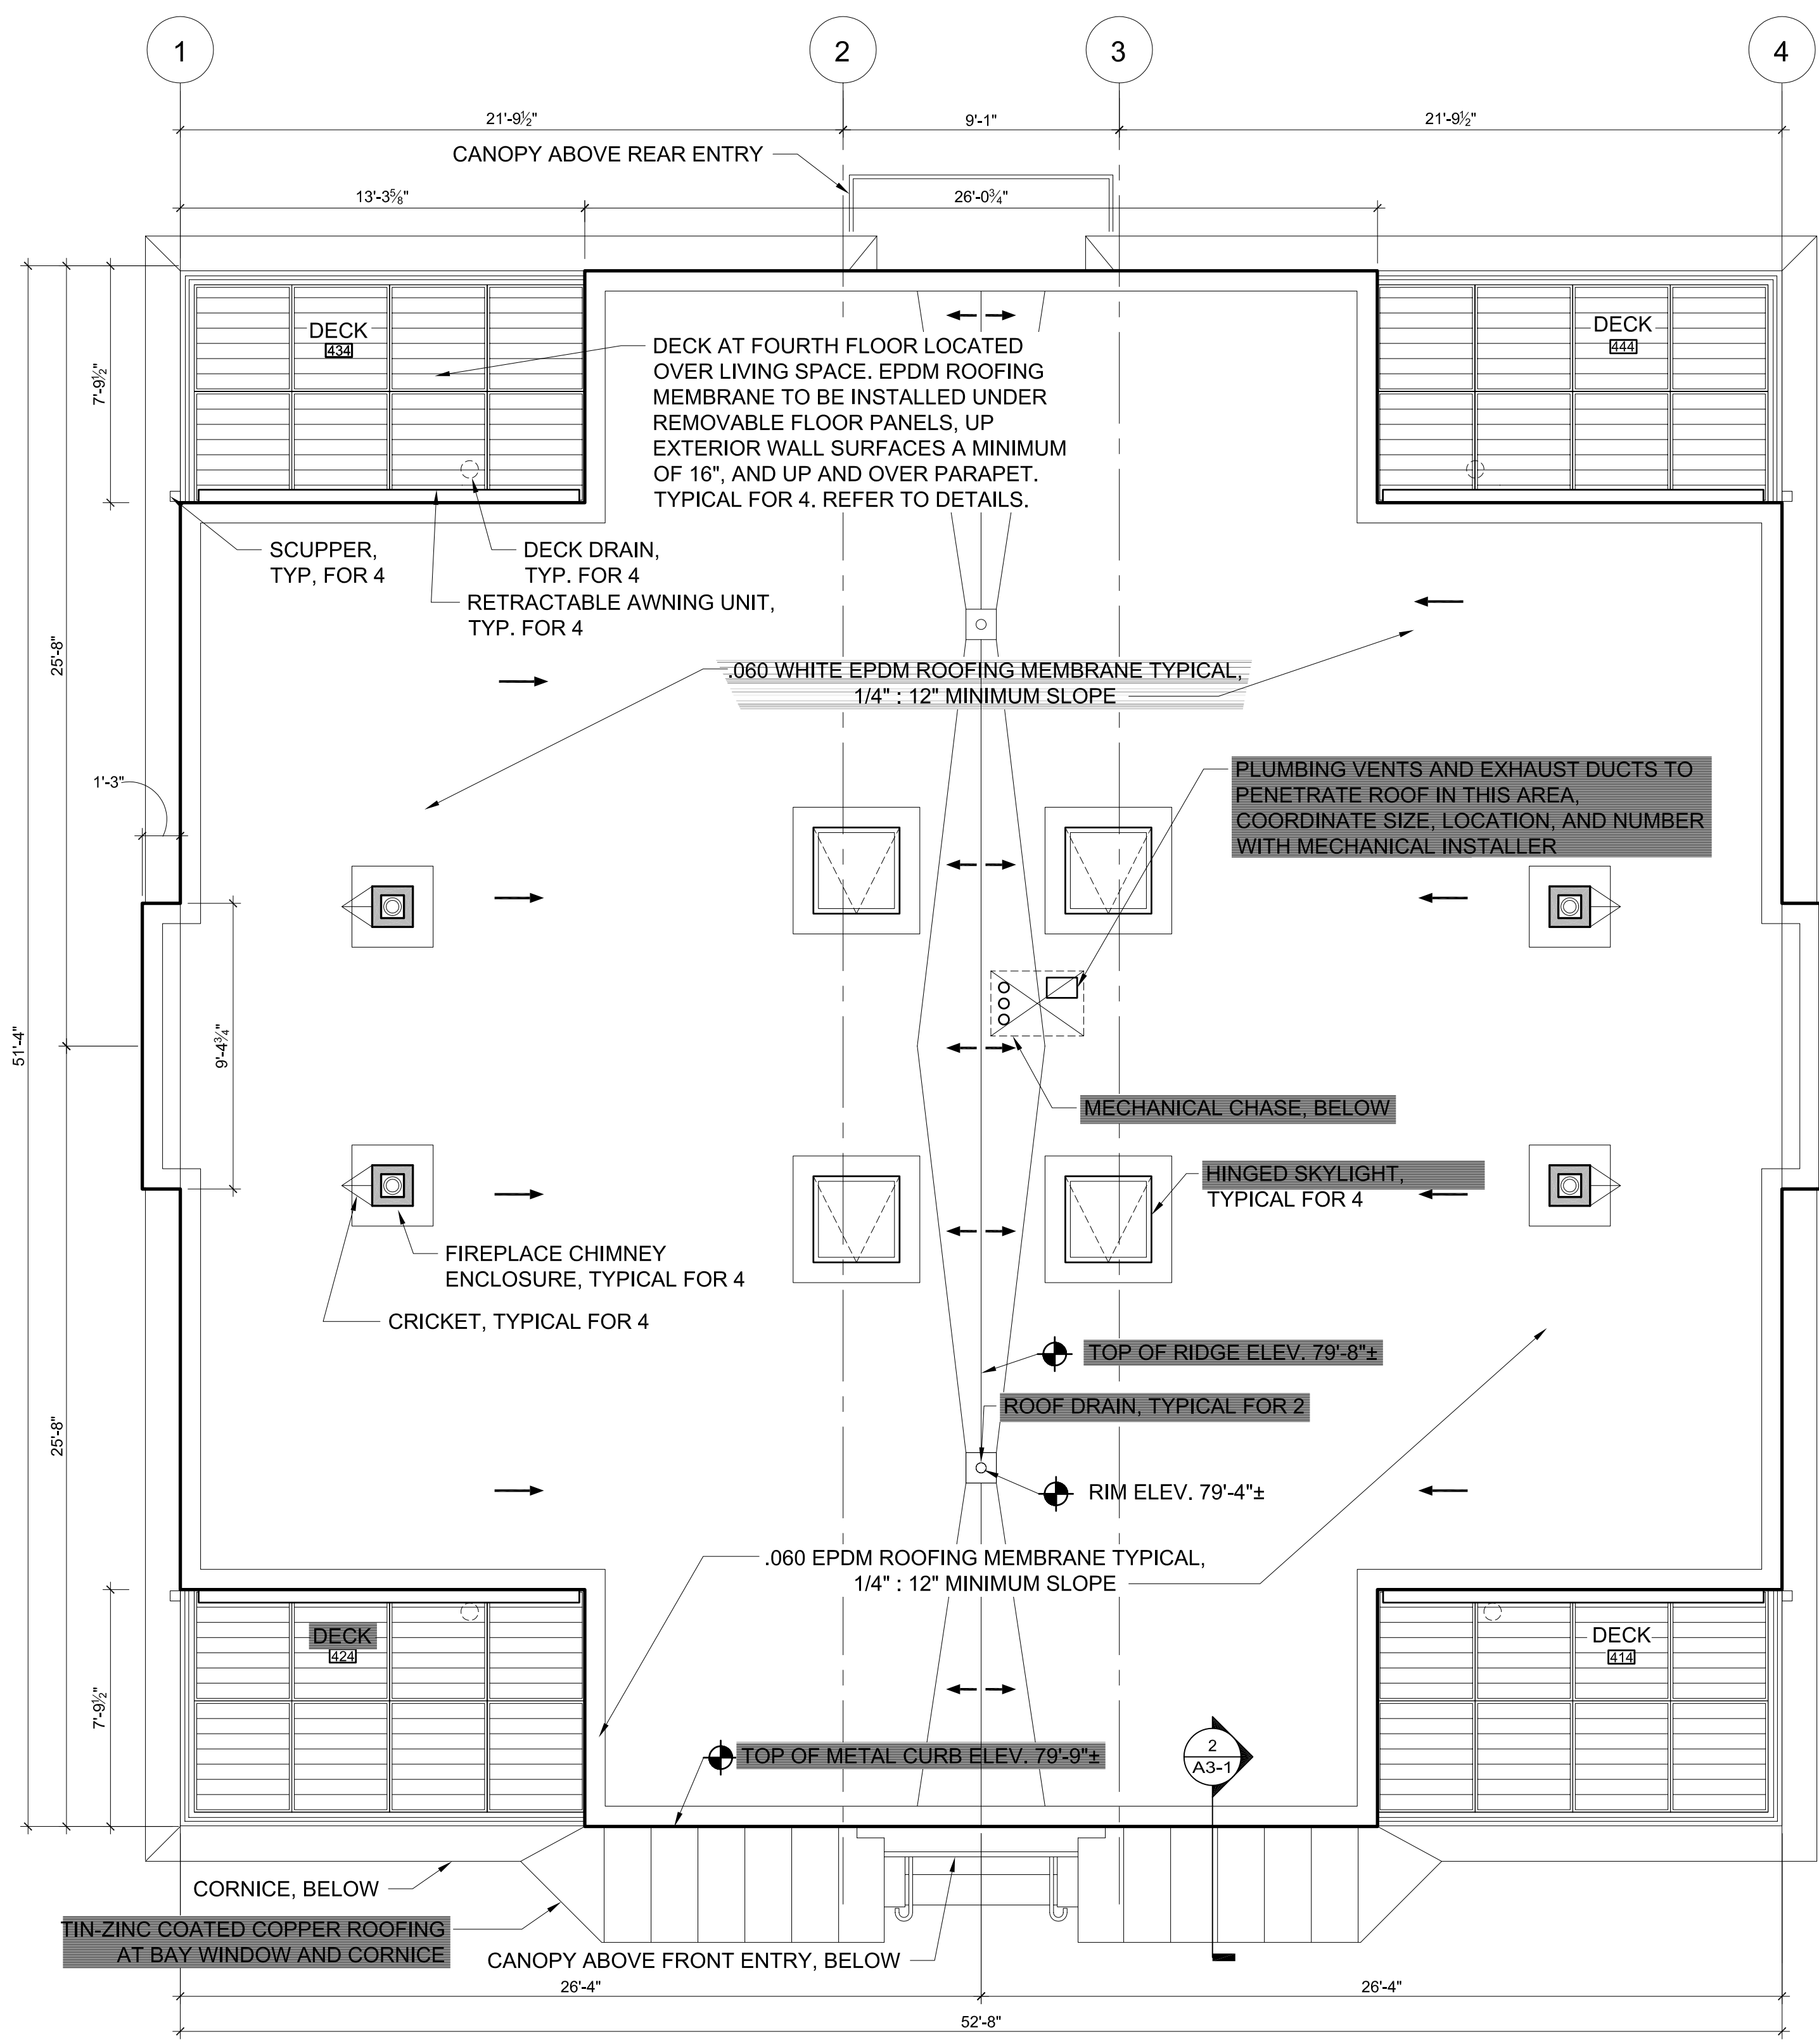 1
2
3
4
21'-9½"
9'-1"
21'-9½"
CANOPY ABOVE REAR ENTRY
13'-3⅝"
26'-0¾"
DECK
434
DECK
444
7'-9½"
DECK AT FOURTH FLOOR LOCATED
OVER LIVING SPACE. EPDM ROOFING
MEMBRANE TO BE INSTALLED UNDER
REMOVABLE FLOOR PANELS, UP
EXTERIOR WALL SURFACES A MINIMUM
OF 16", AND UP AND OVER PARAPET.
TYPICAL FOR 4. REFER TO DETAILS.
SCUPPER,
TYP, FOR 4
DECK DRAIN,
TYP. FOR 4
RETRACTABLE AWNING UNIT,
TYP. FOR 4
25'-8"
.060 WHITE EPDM ROOFING MEMBRANE TYPICAL,
1/4" : 12" MINIMUM SLOPE
1'-3"
PLUMBING VENTS AND EXHAUST DUCTS TO
PENETRATE ROOF IN THIS AREA,
COORDINATE SIZE, LOCATION, AND NUMBER
WITH MECHANICAL INSTALLER
51'-4"
9'-4¾"
MECHANICAL CHASE, BELOW
HINGED SKYLIGHT,
TYPICAL FOR 4
FIREPLACE CHIMNEY
ENCLOSURE, TYPICAL FOR 4
CRICKET, TYPICAL FOR 4
TOP OF RIDGE ELEV. 79'-8"±
ROOF DRAIN, TYPICAL FOR 2
25'-8"
RIM ELEV. 79'-4"±
.060 EPDM ROOFING MEMBRANE TYPICAL,
1/4" : 12" MINIMUM SLOPE
DECK
424
DECK
414
7'-9½"
TOP OF METAL CURB ELEV. 79'-9"±
2
A3-1
CORNICE, BELOW
TIN-ZINC COATED COPPER ROOFING
AT BAY WINDOW AND CORNICE
CANOPY ABOVE FRONT ENTRY, BELOW
26'-4"
26'-4"
52'-8"